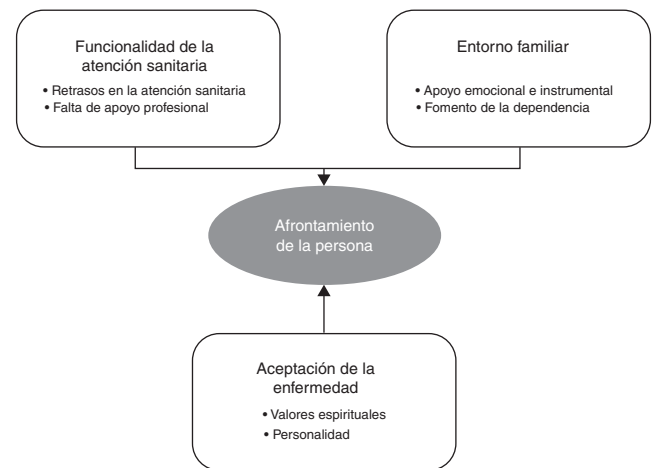 Funcionalidad de la
atención sanitaria
• Retrasos en la atención sanitaria
• Falta de apoyo profesional
Entorno familiar
• Apoyo emocional e instrumental
• Fomento de la dependencia
Afrontamiento
de la persona
Aceptación de la
enfermedad
• Valores espirituales
• Personalidad